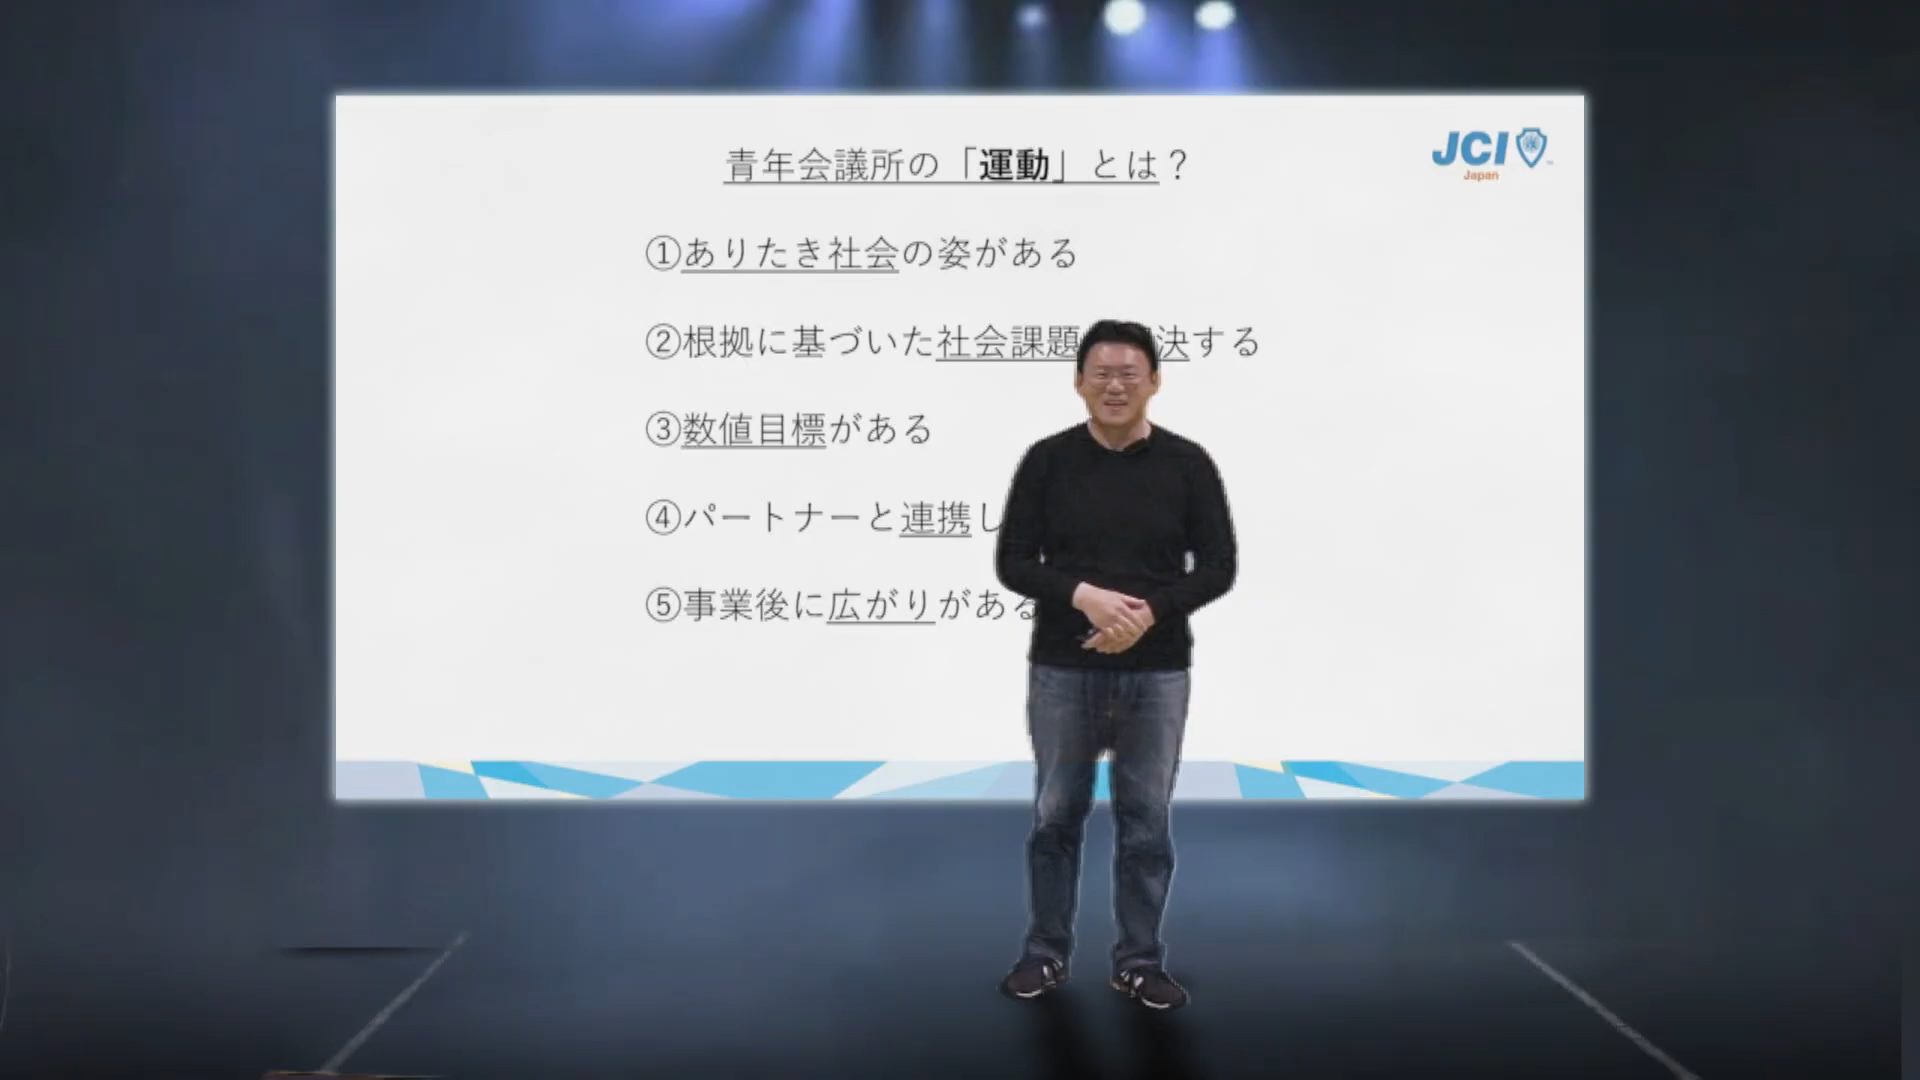 青年会議所の「運動」とは？
JCI
Japan
①ありたき社会の姿がある
②根拠に基づいた社会課題 決する
③数値目標がある
④パートナーと連携し
⑤事業後に広がりがある